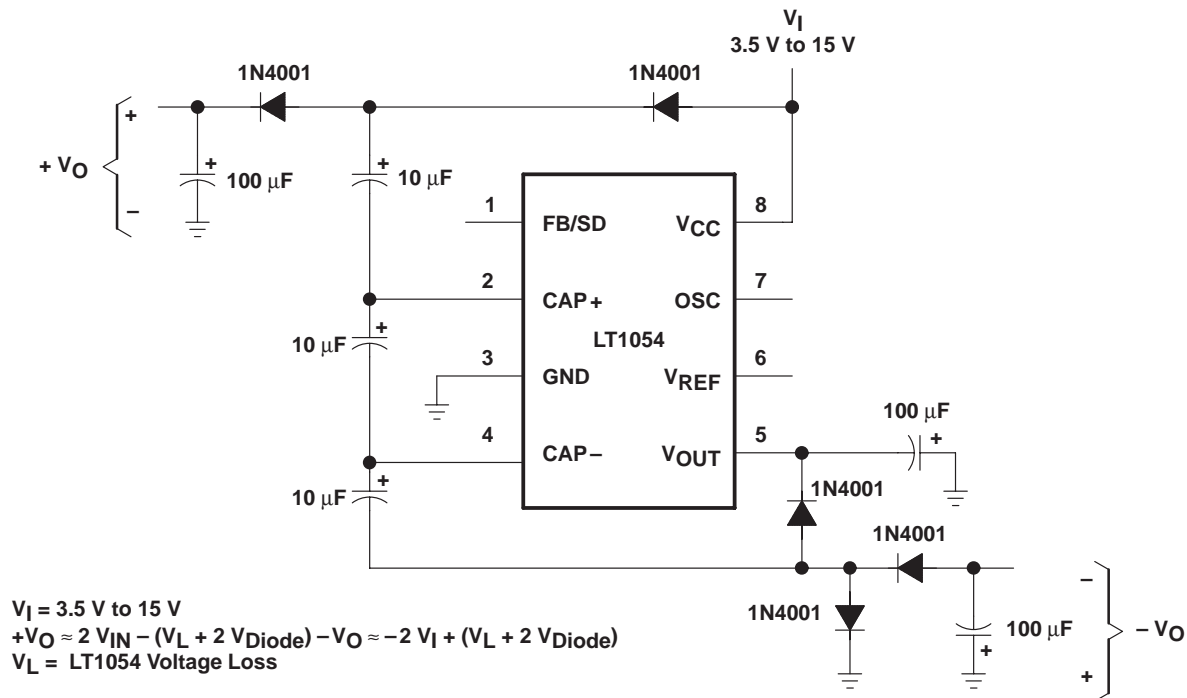 VI
3.5 V to 15 V
1N4001
1N4001
+
+ VO
–
+
100 µF
+
10 µF
1
FB/SD
VCC
8
2
CAP+
OSC
7
+
10 µF
LT1054
3
GND
VREF
6
4
CAP–
VOUT
5
100 µF
+
+
10 µF
1N4001
1N4001
1N4001
–
100 µF
+
– VO
+
VI = 3.5 V to 15 V
+VO ≈ 2 VIN – (VL + 2 VDiode) –VO ≈ –2 VI + (VL + 2 VDiode)
VL = LT1054 Voltage Loss